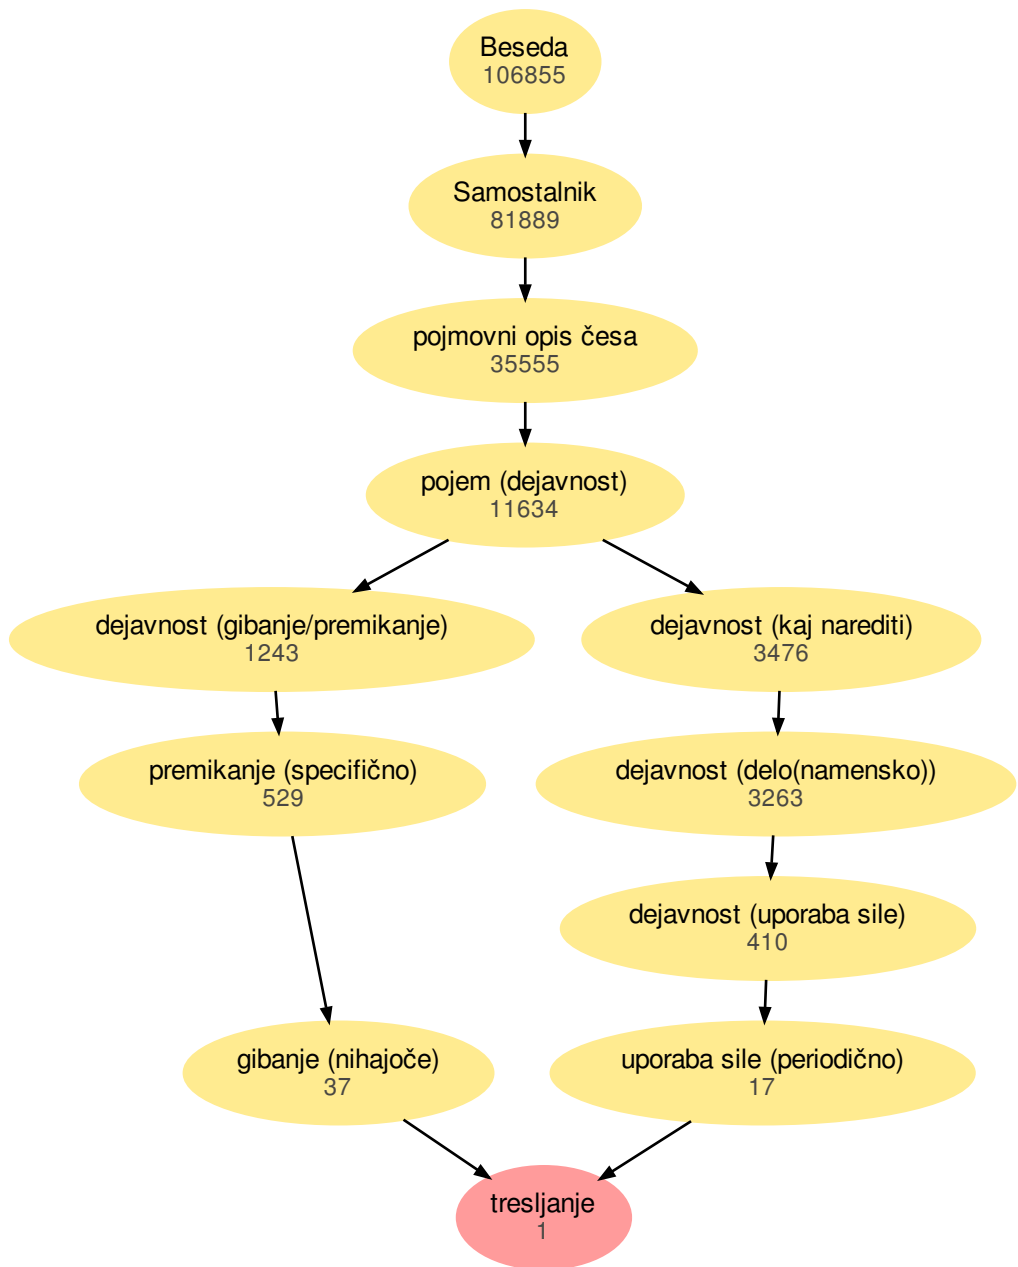 Beseda
106855
Samostalnik
81889
pojmovni opis česa
35555
pojem (dejavnost)
11634
dejavnost (gibanje/premikanje)
1243
dejavnost (kaj narediti)
3476
premikanje (specifično)
529
dejavnost (delo(namensko))
3263
dejavnost (uporaba sile)
410
gibanje (nihajoče)
37
uporaba sile (periodično)
17
tresljanje
1